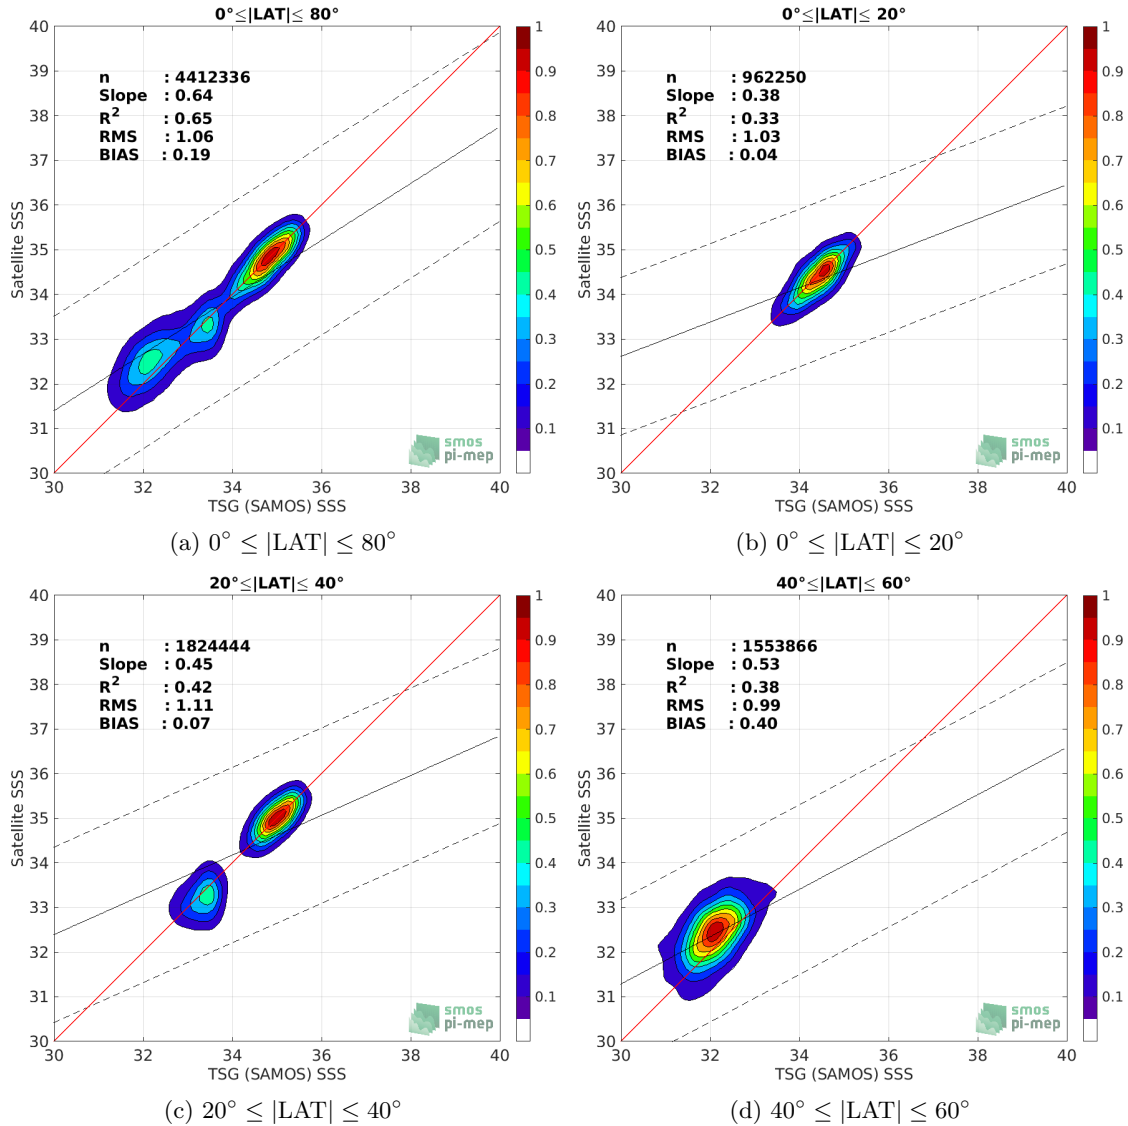 0°≤|LAT|≤ 80°
n : 4412336
Slope : 0.64
R² : 0.65
RMS : 1.06
BIAS : 0.19
Satellite SSS
40
39
38
37
36
35
34
33
32
31
30
30 32 34 36 38 40
TSG (SAMOS) SSS
1
0.9
0.8
0.7
0.6
0.5
0.4
0.3
0.2
0.1
smos
pi-mep
(a) 0° ≤ |LAT| ≤ 80°
0°≤|LAT|≤ 20°
n : 962250
Slope : 0.38
R² : 0.33
RMS : 1.03
BIAS : 0.04
Satellite SSS
40
39
38
37
36
35
34
33
32
31
30
30 32 34 36 38 40
TSG (SAMOS) SSS
1
0.9
0.8
0.7
0.6
0.5
0.4
0.3
0.2
0.1
smos
pi-mep
(b) 0° ≤ |LAT| ≤ 20°
20°≤|LAT|≤ 40°
n : 1824444
Slope : 0.45
R² : 0.42
RMS : 1.11
BIAS : 0.07
Satellite SSS
40
39
38
37
36
35
34
33
32
31
30
30 32 34 36 38 40
TSG (SAMOS) SSS
1
0.9
0.8
0.7
0.6
0.5
0.4
0.3
0.2
0.1
smos
pi-mep
(c) 20° ≤ |LAT| ≤ 40°
40°≤|LAT|≤ 60°
n : 1553866
Slope : 0.53
R² : 0.38
RMS : 0.99
BIAS : 0.40
Satellite SSS
40
39
38
37
36
35
34
33
32
31
30
30 32 34 36 38 40
TSG (SAMOS) SSS
1
0.9
0.8
0.7
0.6
0.5
0.4
0.3
0.2
0.1
smos
pi-mep
(d) 40° ≤ |LAT| ≤ 60°